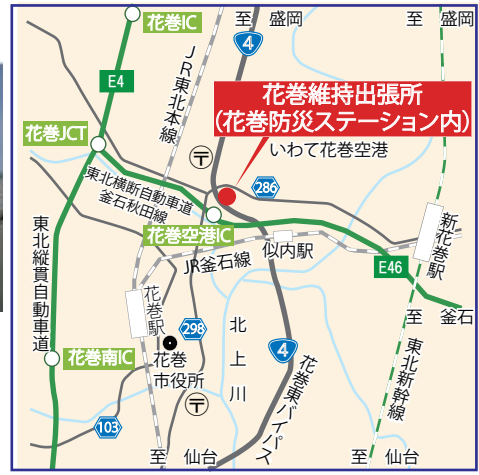 花巻IC
至 盛岡
至 盛岡
4
JR東北本線
E4
花巻維持出張所
(花巻防災ステーション内)
花巻JCT
いわて花巻空港
〒
286
東北横断自動車道
釜石秋田線
花巻空港IC
新花巻駅
東北縦貫自動車道
JR釜石線
似内駅
E46
花巻駅
至 釜石
298
北上川
4
花巻南IC
花巻
市役所
花巻東バイパス
東北新幹線
〒
103
至 仙台
至 仙台